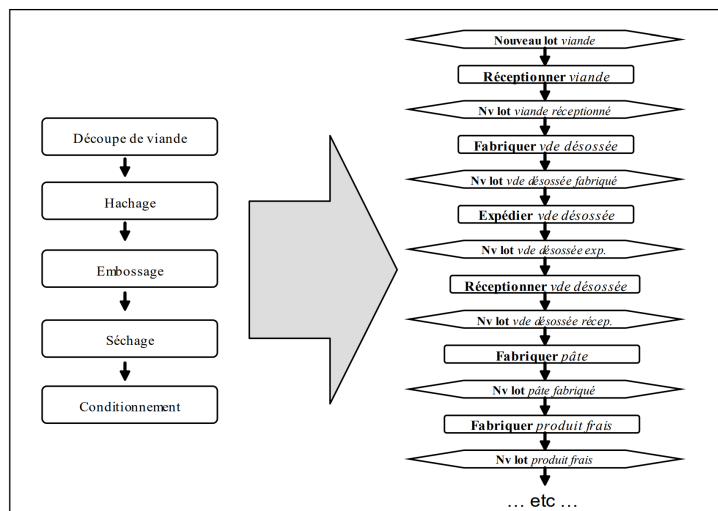 Découpe de viande
Hachage
Embossage
Séchage
Conditionnement
Nouveau lot viande
Réceptionner viande
Nv lot viande réceptionné
Fabriquer vde désossée
Nv lot vde désossée fabriqué
Expédier vde désossée
Nv lot vde désossée exp.
Réceptionner vde désossée
Nv lot vde désossée récep.
Fabriquer pâte
Nv lot pâte fabriqué
Fabriquer produit frais
Nv lot produit frais
... etc ...